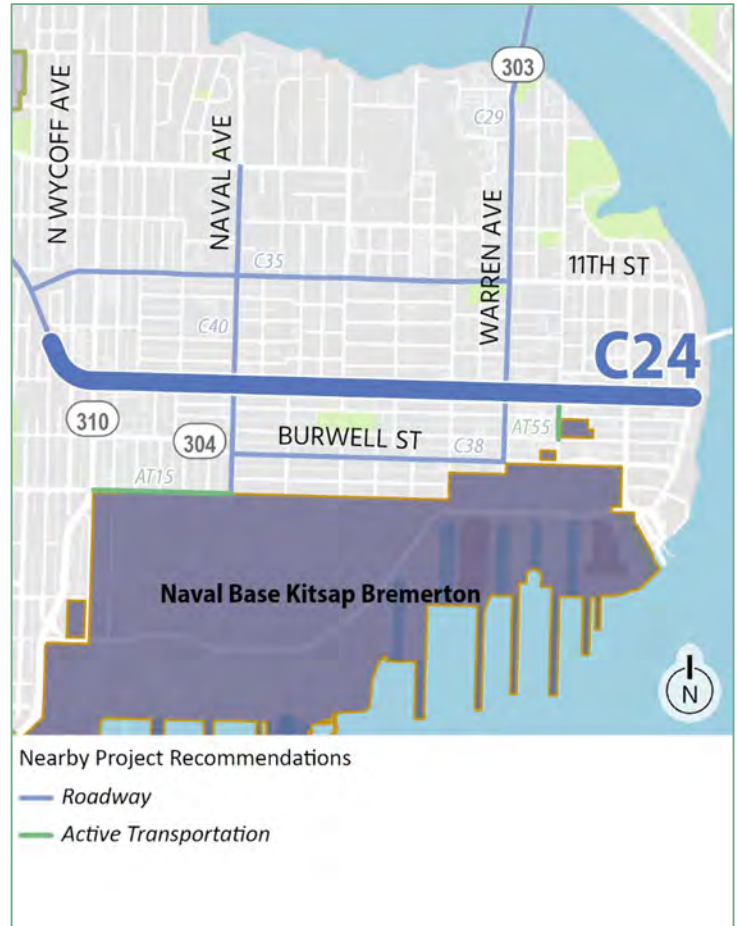 303
C29
N WYCOFF AVE
NAVAL AVE
WARREN AVE
C35
11TH ST
C40
C24
310
304
BURWELL ST
C38
AT55
AT15
Naval Base Kitsap Bremerton
N
Nearby Project Recommendations
Roadway
Active Transportation